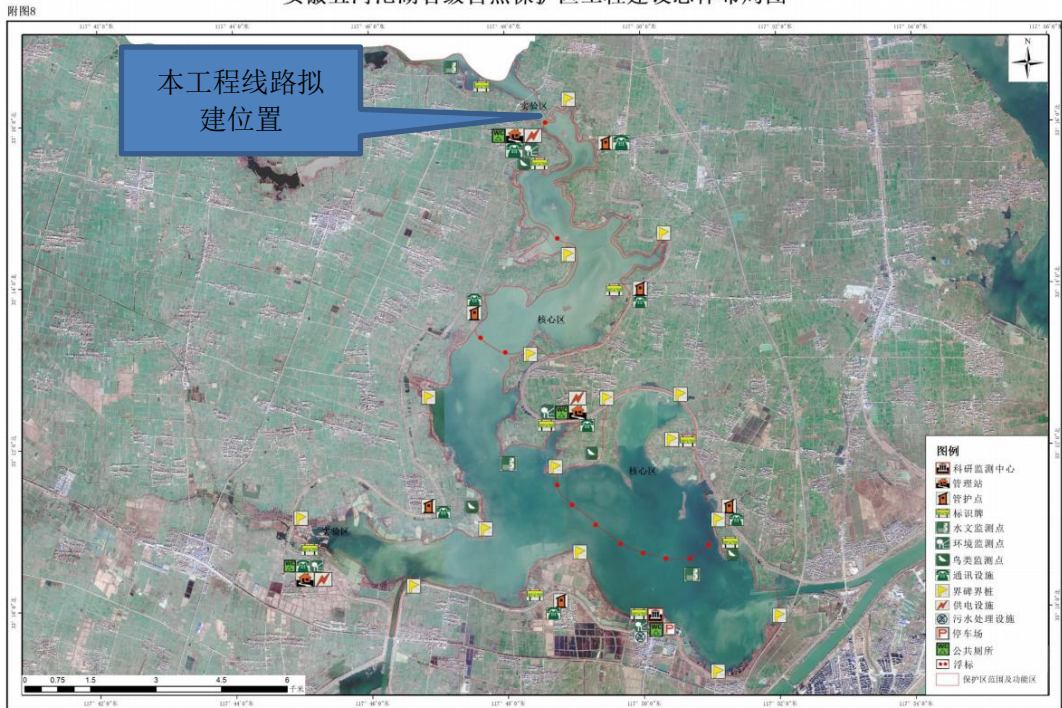 附图8
本工程线路拟
建位置
N
实验区
核心区
核心区
实验区
0 0.75 1.5 3 4.5 6
千米
图例
科研监测中心
管理站
管护点
标识牌
水文监测点
环境监测点
鸟类监测点
通讯设施
界碑界桩
供电设施
污水处理设施
P 停车场
公共厕所
浮标
保护区范围及功能区